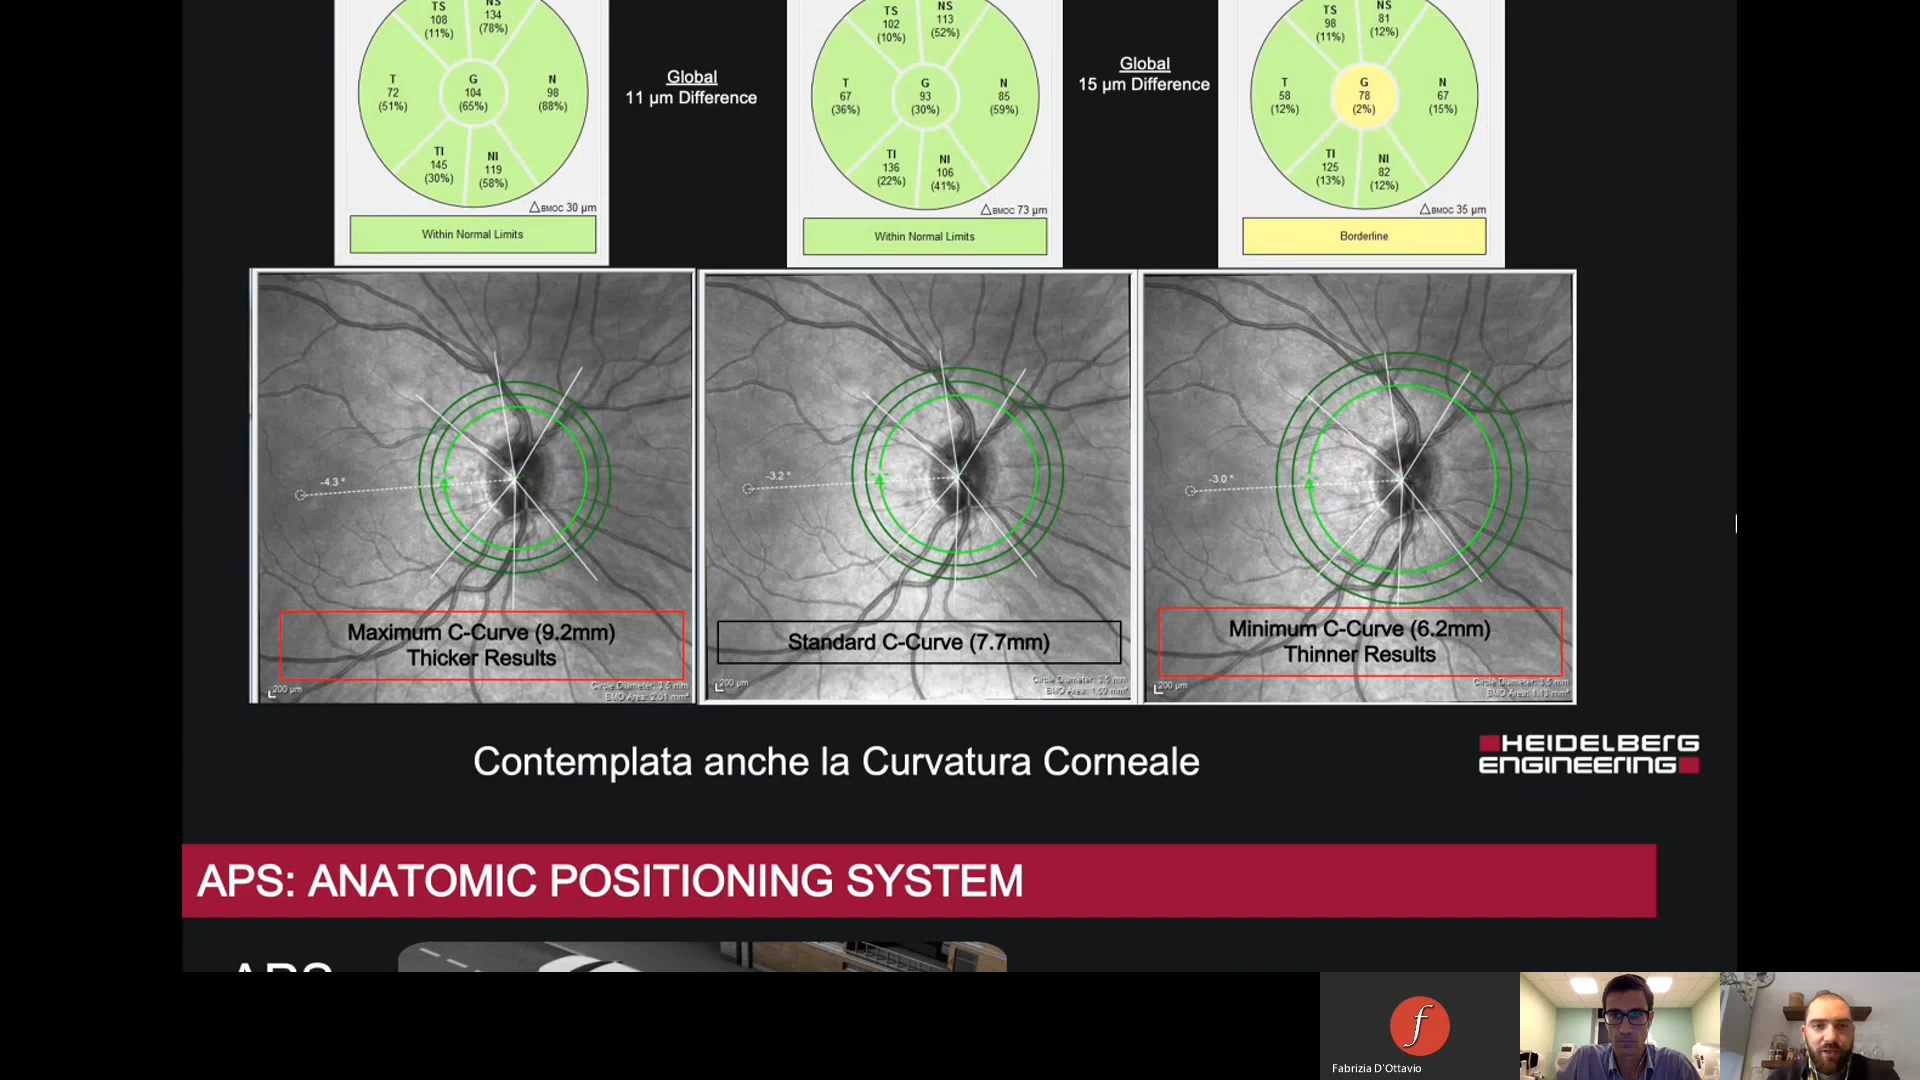 TS
108
(11%)
NS
134
(78%)
T
72
(51%)
G
104
(65%)
N
98
(88%)
TI
145
(30%)
NI
119
(58%)
△BMOC 30 µm
Within Normal Limits
Global
11 µm Difference
TS
102
(10%)
NS
113
(52%)
T
67
(36%)
G
93
(30%)
N
85
(59%)
TI
136
(22%)
NI
106
(41%)
△BMOC 73 µm
Within Normal Limits
Global
15 µm Difference
TS
98
(11%)
NS
81
(12%)
T
58
(12%)
G
78
(2%)
N
67
(15%)
TI
125
(13%)
NI
82
(12%)
△BMOC 35 µm
Borderline
-4.3 °
Maximum C-Curve (9.2mm)
Thicker Results
200 µm
Circle Diameter: 3.5 mm
BMO Area: 2.01 mm²
-3.2 °
Standard C-Curve (7.7mm)
200 µm
Circle Diameter: 3.5 mm
BMO Area: 1.59 mm²
-3.0 °
Minimum C-Curve (6.2mm)
Thinner Results
200 µm
Circle Diameter: 3.5 mm
BMO Area: 1.13 mm²
Contemplata anche la Curvatura Corneale
HEIDELBERG
ENGINEERING
APS: ANATOMIC POSITIONING SYSTEM
APS
f
Fabrizia D'Ottavio